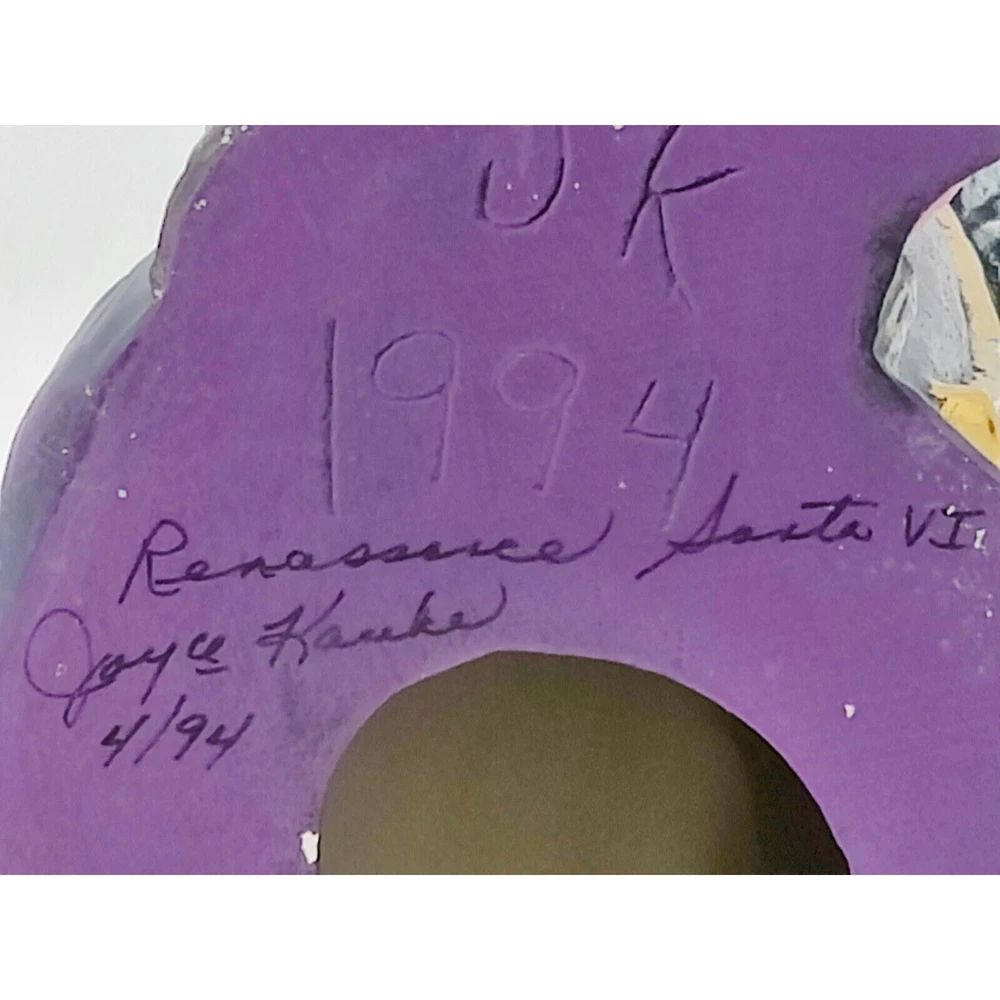 JK
1994
Renassance Santa VI
Joyce Kauke
4/94